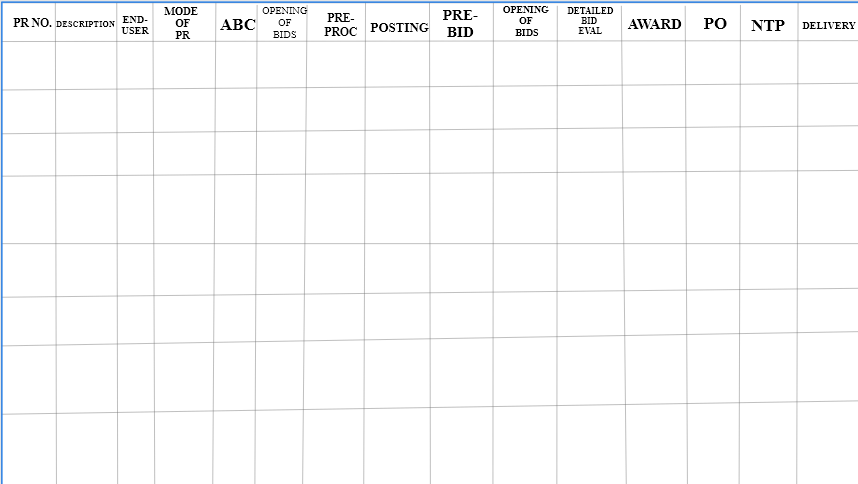 PR NO.
DESCRIPTION
END-
USER
MODE
OF
PR
ABC
OPENING
OF
BIDS
PRE-
PROC
POSTING
PRE-
BID
OPENING
OF
BIDS
DETAILED
BID
EVAL
AWARD
PO
NTP
DELIVERY